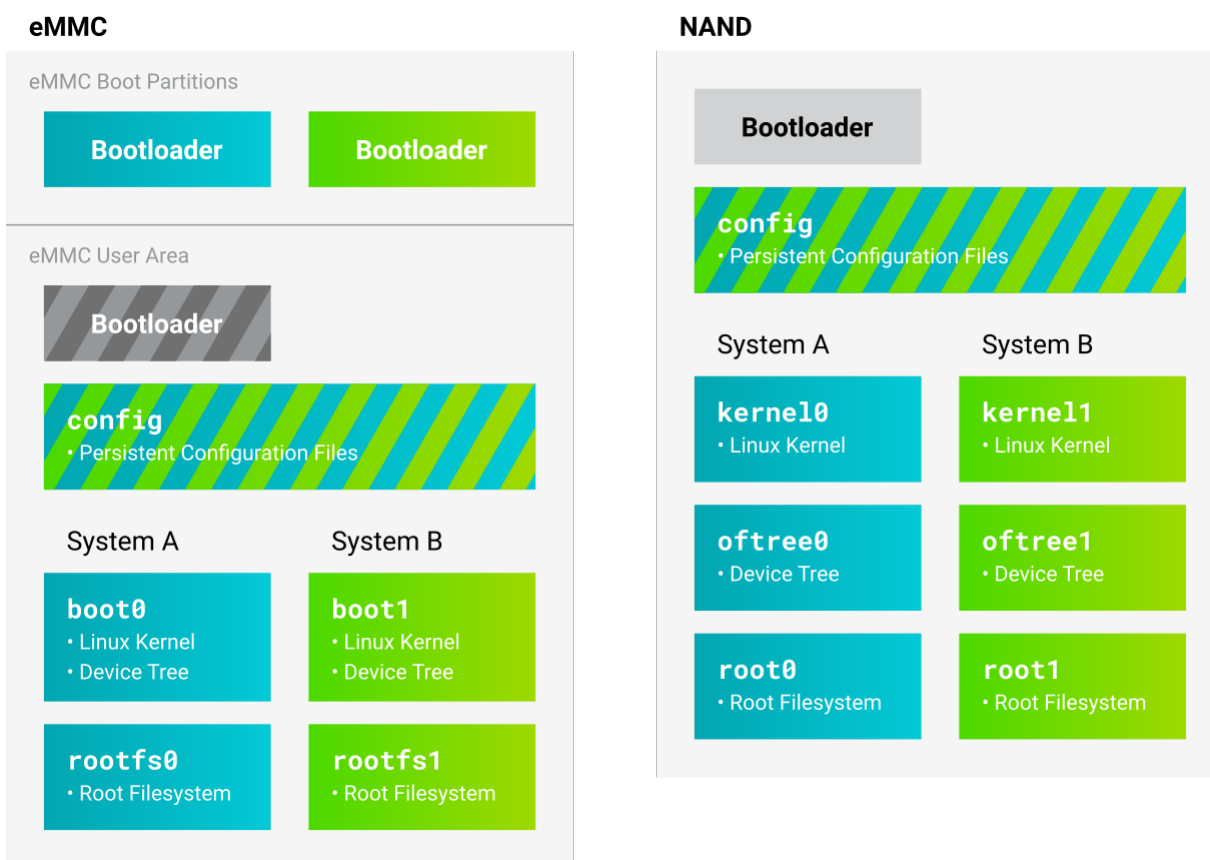 eMMC
eMMC Boot Partitions
Bootloader
Bootloader
eMMC User Area
Bootloader
config
• Persistent Configuration Files
System A
System B
boot0
• Linux Kernel
• Device Tree
boot1
• Linux Kernel
• Device Tree
rootfs0
• Root Filesystem
rootfs1
• Root Filesystem
NAND
Bootloader
config
• Persistent Configuration Files
System A
System B
kernel0
• Linux Kernel
kernel1
• Linux Kernel
oftree0
• Device Tree
oftree1
• Device Tree
root0
• Root Filesystem
root1
• Root Filesystem